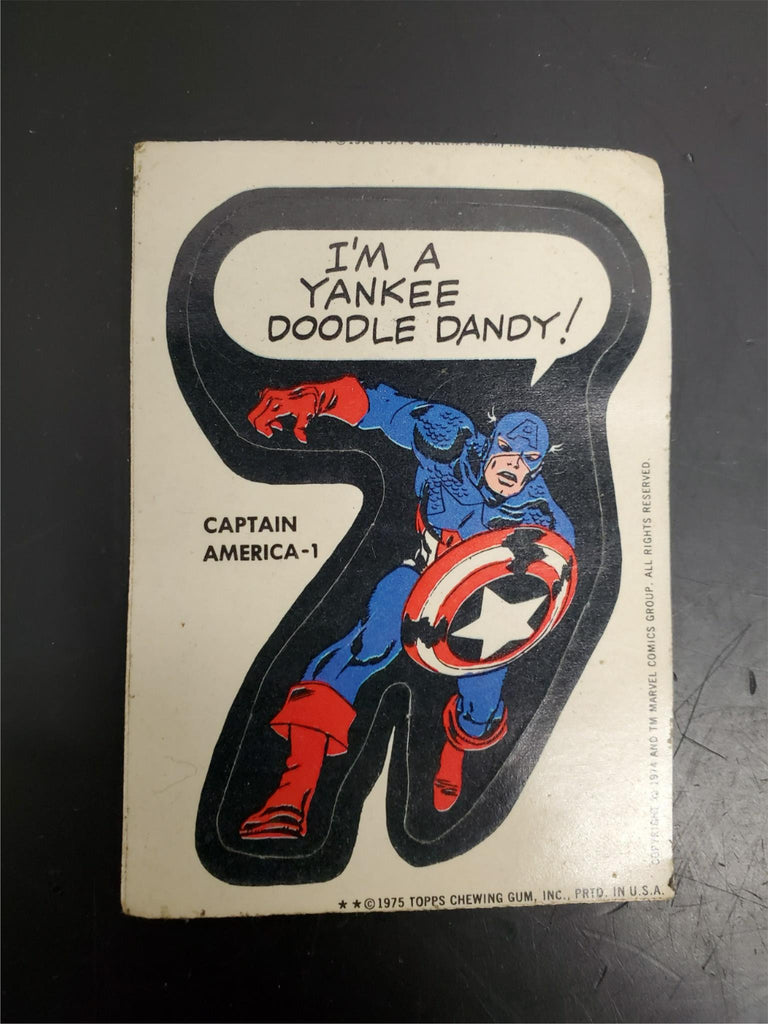 I'M A
YANKEE
DOODLE DANDY!
CAPTAIN
AMERICA-1
COPYRIGHT © 1974 AND TM MARVEL COMICS GROUP. ALL RIGHTS RESERVED.
★★©1975 TOPPS CHEWING GUM, INC., PRTD. IN U.S.A.